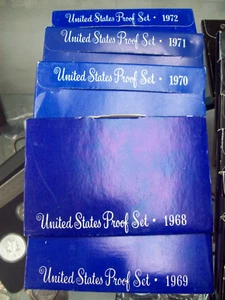 United States Proof Set • 1972
United States Proof Set • 1971
United States Proof Set • 1970
United States Proof Set • 1968
United States Proof Set • 1969